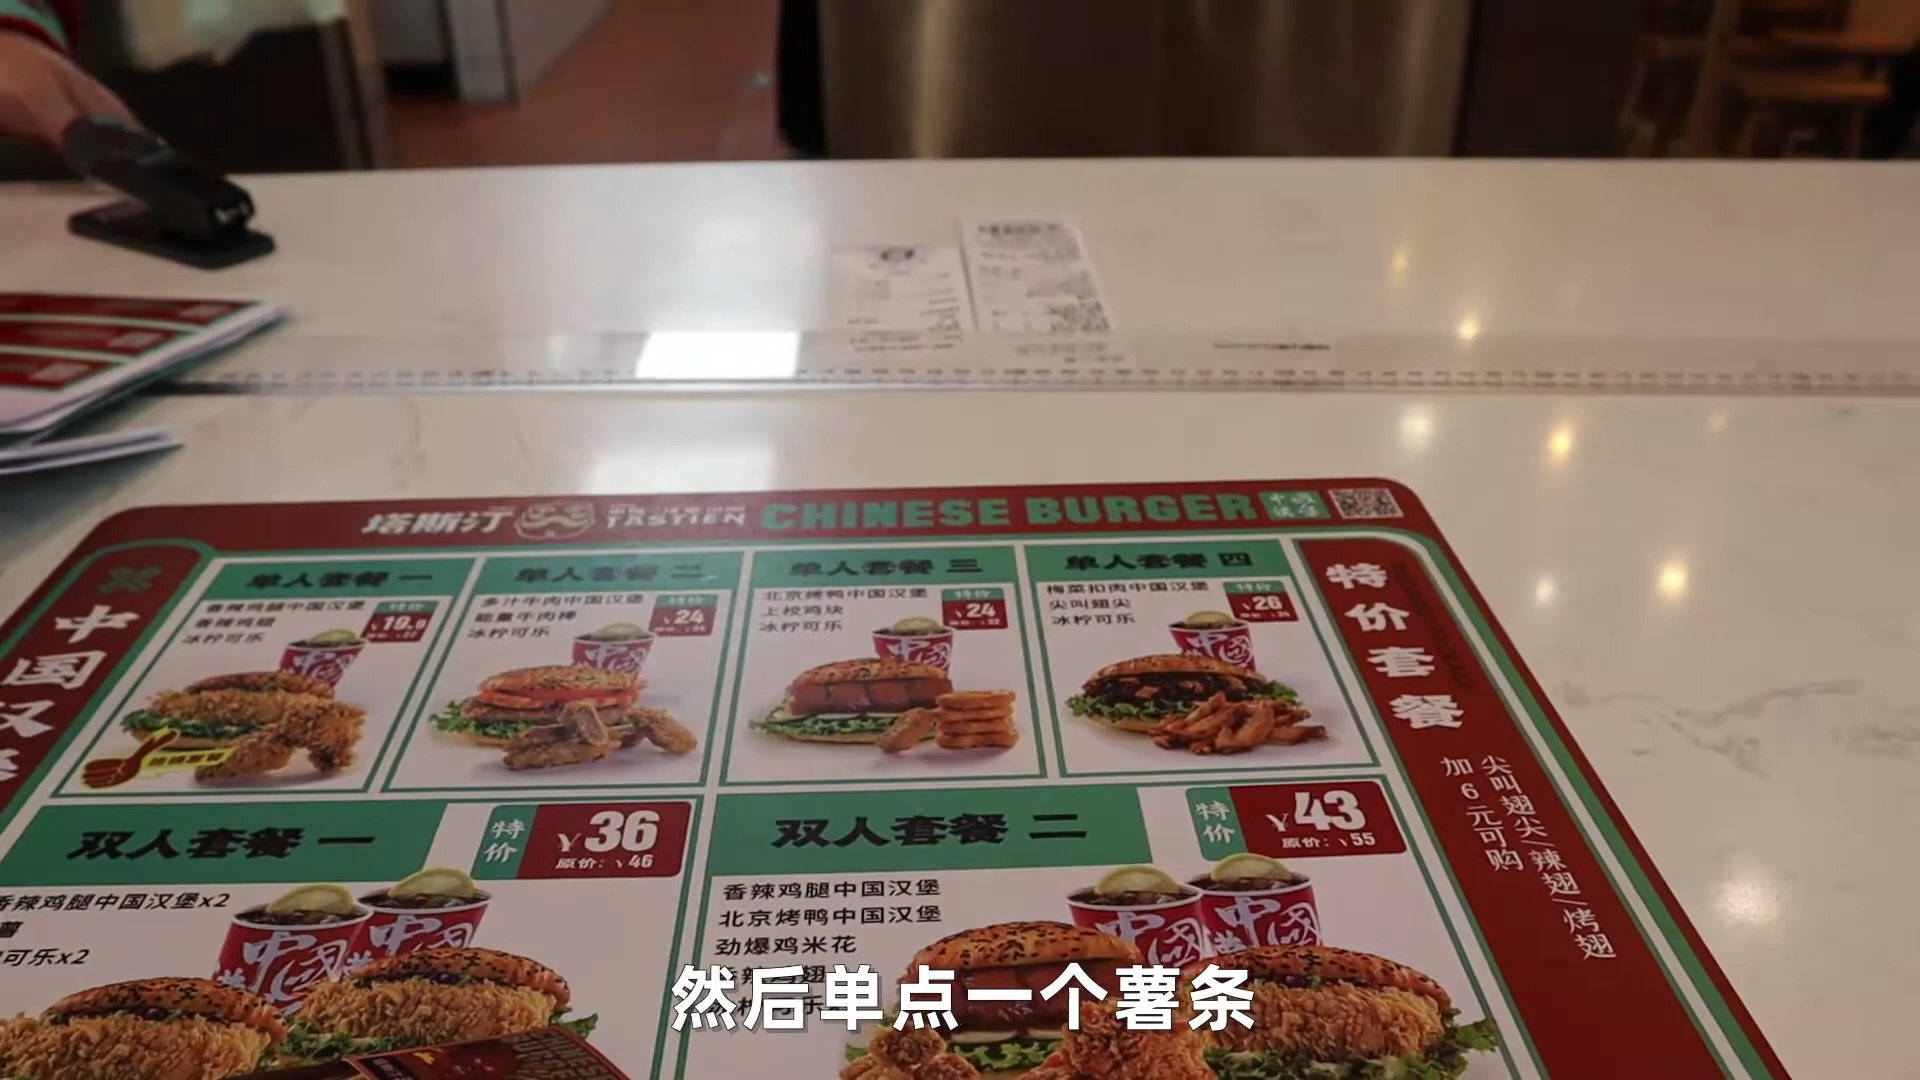 塔斯汀 TASTIEN CHINESE BURGER 中国汉堡
中国汉堡
单人套餐 一
香辣鸡腿中国汉堡
香辣鸡翅
冰柠可乐
特价
¥19.9
单人套餐 二
多汁牛肉中国汉堡
能量牛肉棒
冰柠可乐
特价
¥24
单人套餐 三
北京烤鸭中国汉堡
上校鸡块
冰柠可乐
特价
¥24
单人套餐 四
梅菜扣肉中国汉堡
尖叫翅尖
冰柠可乐
特价
¥26
特价套餐
尖叫翅尖/辣翅/烤翅
加6元可购
双人套餐 一
特价
¥36
原价：¥46
香辣鸡腿中国汉堡x2
可乐x2
双人套餐 二
特价
¥43
原价：¥55
香辣鸡腿中国汉堡
北京烤鸭中国汉堡
劲爆鸡米花
然后单点一个薯条